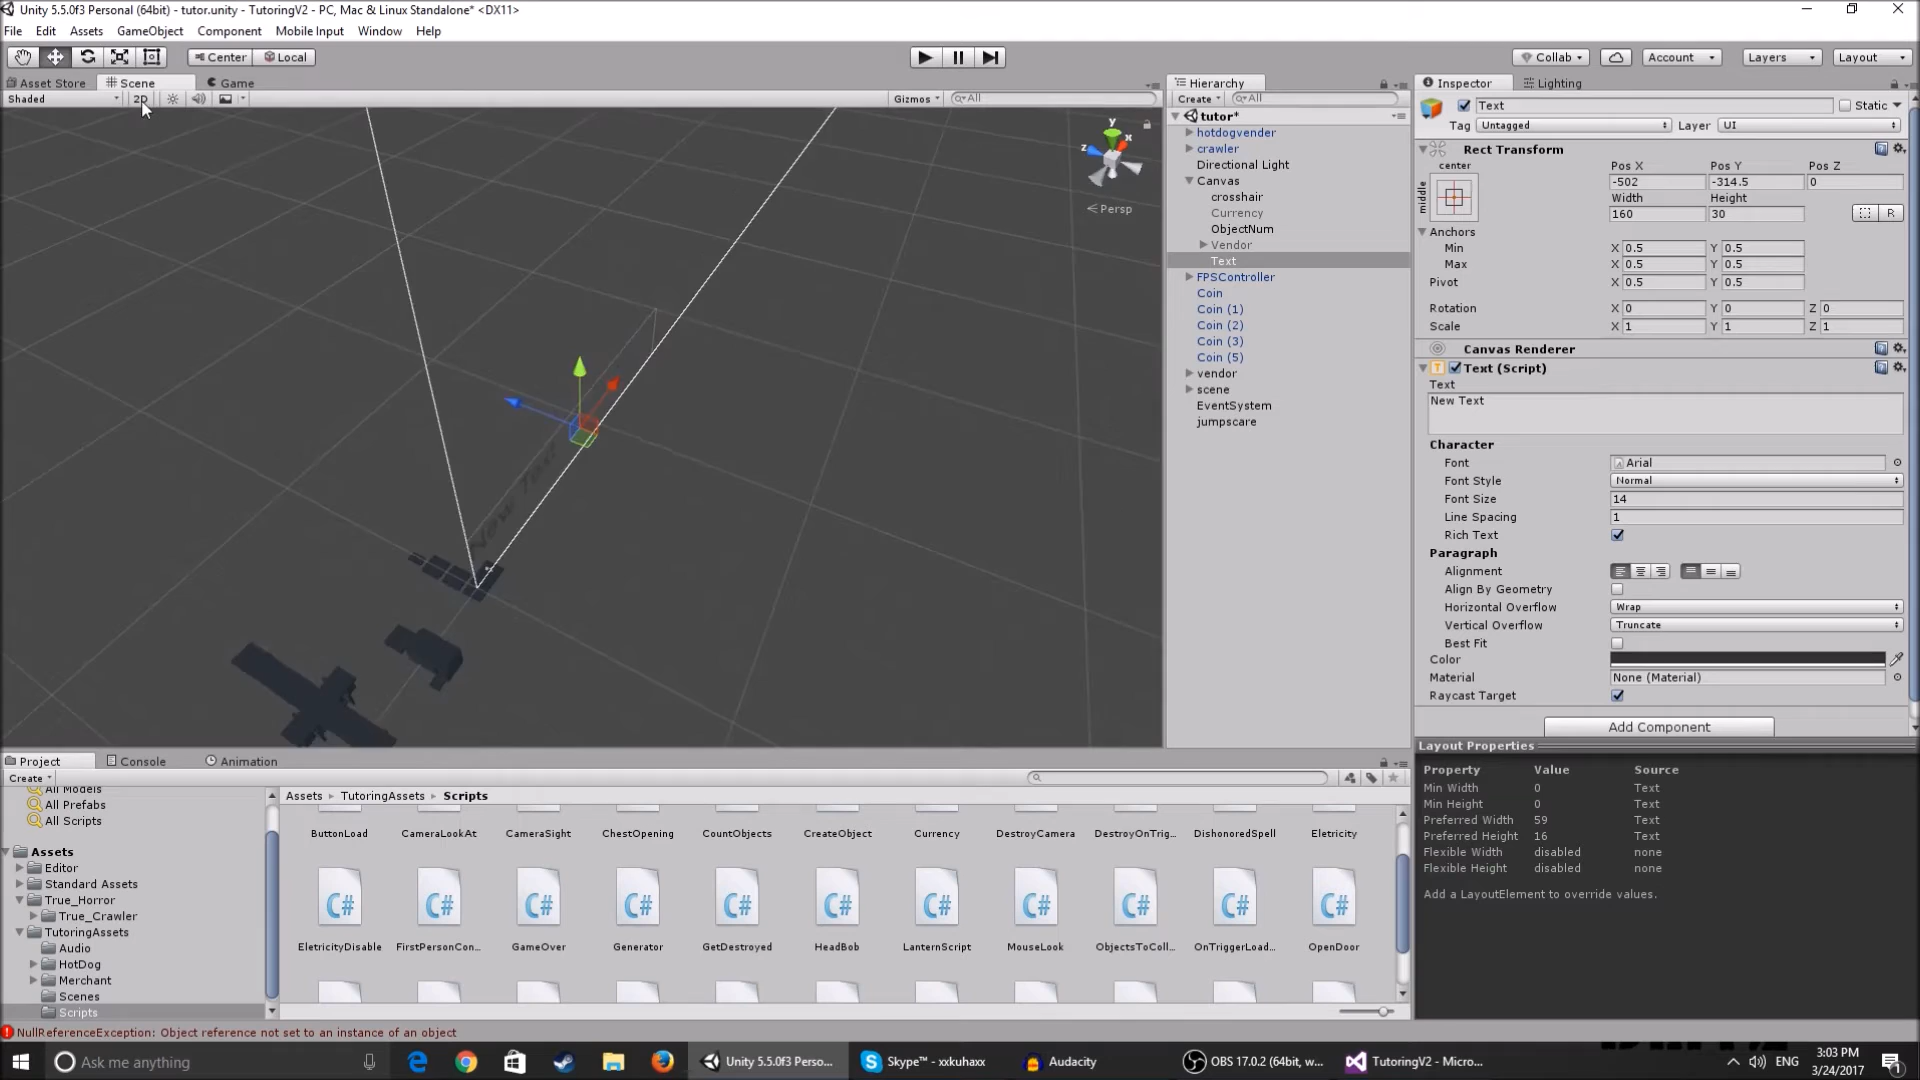 Unity 5.5.0f3 Personal (64bit) - tutor.unity - TutoringV2 - PC, Mac & Linux Standalone* <DX11>
File Edit Assets GameObject Component Mobile Input Window Help
Center Local Collab Account Layers Layout
Asset Store Scene Game
Shaded 2D Gizmos All
y x z
Persp
New Text
Hierarchy
Create All
tutor*
hotdogvender
crawler
Directional Light
Canvas
crosshair
Currency
ObjectNum
Vendor
Text
FPSController
Coin
Coin (1)
Coin (2)
Coin (3)
Coin (5)
vendor
scene
EventSystem
jumpscare
Inspector Lighting
Text Static
Tag Untagged Layer UI
Rect Transform
center Pos X Pos Y Pos Z
middle -502 -314.5 0
Width Height
160 30 R
Anchors
Min X 0.5 Y 0.5
Max X 0.5 Y 0.5
Pivot X 0.5 Y 0.5
Rotation X 0 Y 0 Z 0
Scale X 1 Y 1 Z 1
Canvas Renderer
Text (Script)
Text
New Text
Character
Font Arial
Font Style Normal
Font Size 14
Line Spacing 1
Rich Text
Paragraph
Alignment
Align By Geometry
Horizontal Overflow Wrap
Vertical Overflow Truncate
Best Fit
Color
Material None (Material)
Raycast Target
Add Component
Layout Properties
Property Value Source
Min Width 0 Text
Min Height 0 Text
Preferred Width 59 Text
Preferred Height 16 Text
Flexible Width disabled none
Flexible Height disabled none
Add a LayoutElement to override values.
Project Console Animation
Create
All Models
All Prefabs
All Scripts
Assets
Editor
Standard Assets
True_Horror
True_Crawler
TutoringAssets
Audio
HotDog
Merchant
Scenes
Scripts
Assets TutoringAssets Scripts
ButtonLoad CameraLookAt CameraSight ChestOpening CountObjects CreateObject Currency DestroyCamera DestroyOnTrig... DishonoredSpell Eletricity
C# C# C# C# C# C# C# C# C# C# C#
EletricityDisable FirstPersonCon... GameOver Generator GetDestroyed HeadBob LanternScript MouseLook ObjectsToColl... OnTriggerLoad... OpenDoor
NullReferenceException: Object reference not set to an instance of an object
Ask me anything Unity 5.5.0f3 Perso... Skype™ - xxkuhaxx Audacity OBS 17.0.2 (64bit, w... TutoringV2 - Micro... ENG 3:03 PM
3/24/2017